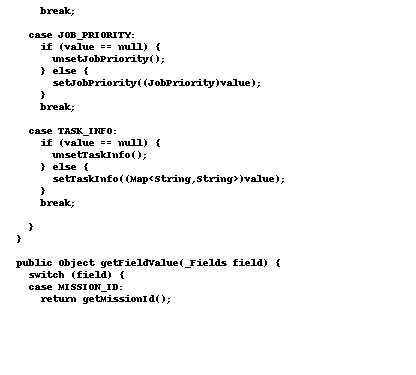 break;
case JOB_PRIORITY:
if (value == null) {
unsetJobPriority();
} else {
setJobPriority((JobPriority)value);
}
break;
case TASK_INFO:
if (value == null) {
unsetTaskInfo();
} else {
setTaskInfo((Map<String,String>)value);
}
break;
}
}
public Object getFieldValue(_Fields field) {
switch (field) {
case MISSION_ID:
return getMissionId();